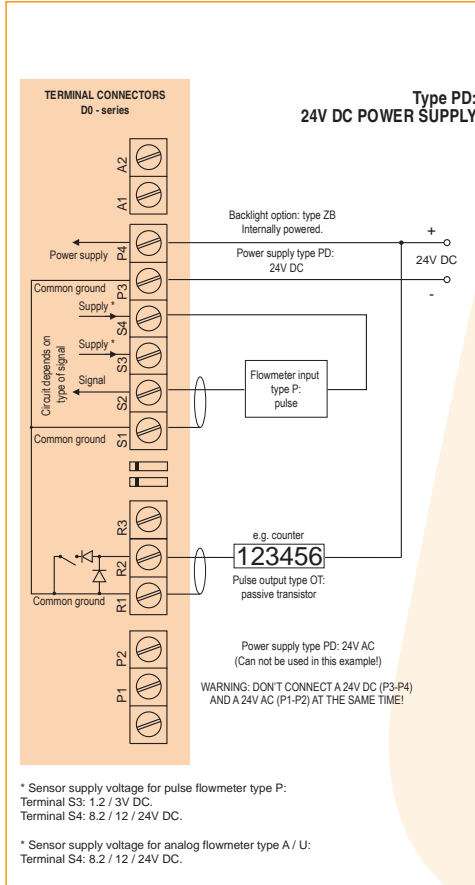 TERMINAL CONNECTORS
D0 - series
Type PD:
24V DC POWER SUPPLY
A2
A1
Backlight option: type ZB
Internally powered.
+
Power supply
P4
Power supply type PD:
24V DC
24V DC
Common ground
P3
-
Supply *
S4
Circuit depends on
type of signal
Supply *
S3
Flowmeter input
type P:
pulse
Signal
S2
Common ground
S1
R3
e.g. counter
123456
R2
Pulse output type OT:
passive transistor
Common ground
R1
P2
Power supply type PD: 24V AC
(Can not be used in this example!)
P1
WARNING: DON'T CONNECT A 24V DC (P3-P4)
AND A 24V AC (P1-P2) AT THE SAME TIME!
* Sensor supply voltage for pulse flowmeter type P:
Terminal S3: 1.2 / 3V DC.
Terminal S4: 8.2 / 12 / 24V DC.
* Sensor supply voltage for analog flowmeter type A / U:
Terminal S4: 8.2 / 12 / 24V DC.